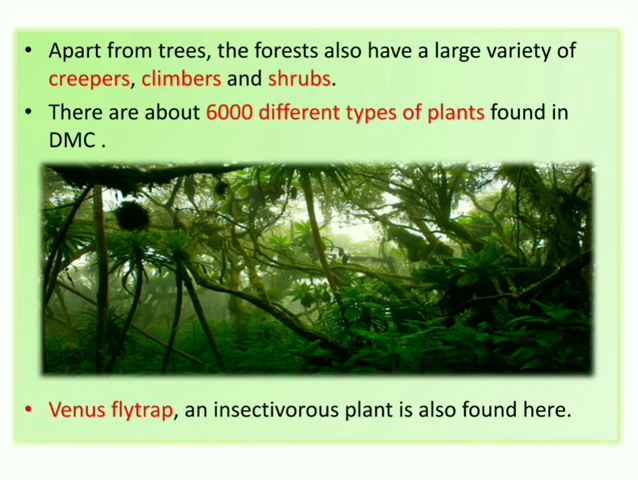 • Apart from trees, the forests also have a large variety of
creepers, climbers and shrubs.
• There are about 6000 different types of plants found in
DMC .
• Venus flytrap, an insectivorous plant is also found here.